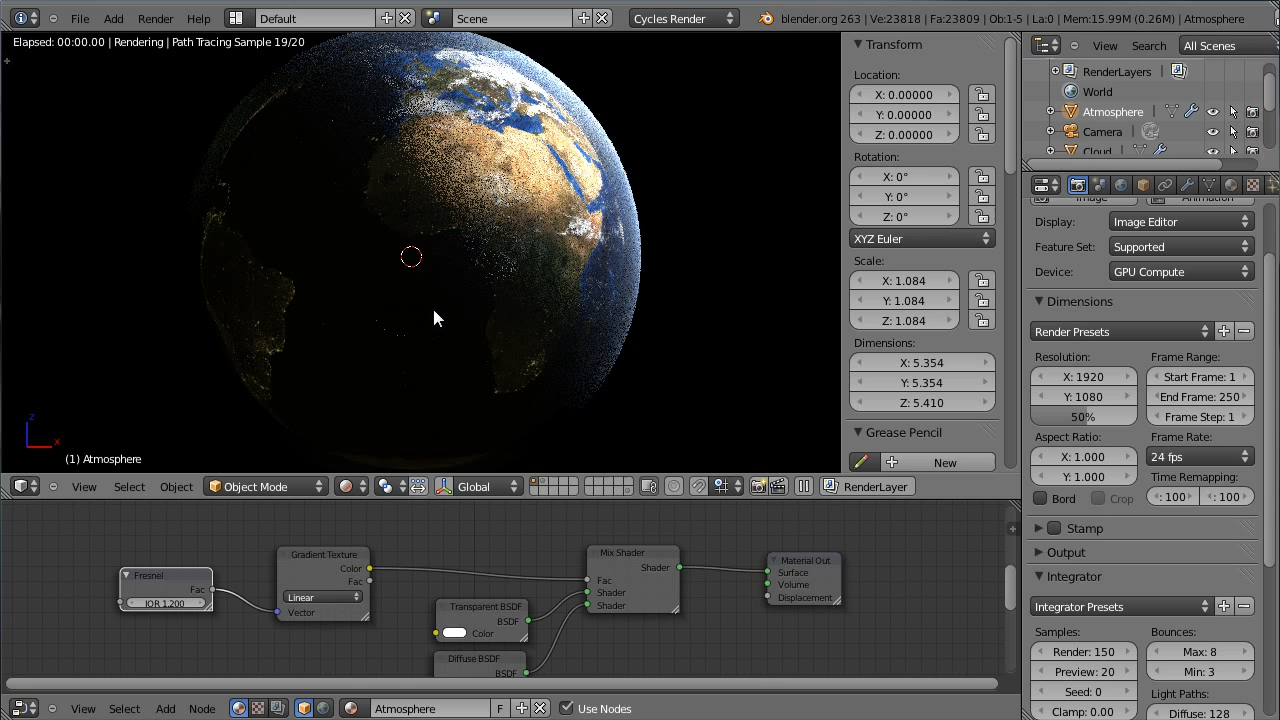 File Add Render Help Default Scene Cycles Render blender.org 263 | Ve:23818 | Fa:23809 | Ob:1-5 | La:0 | Mem:15.99M (0.26M) | Atmosphere
Elapsed: 00:00.00 | Rendering | Path Tracing Sample 19/20
(1) Atmosphere
z
x
View Select Object Object Mode Global RenderLayer
Transform
Location:
X: 0.00000
Y: 0.00000
Z: 0.00000
Rotation:
X: 0°
Y: 0°
Z: 0°
XYZ Euler
Scale:
X: 1.084
Y: 1.084
Z: 1.084
Dimensions:
X: 5.354
Y: 5.354
Z: 5.410
Grease Pencil
New
View Search All Scenes
RenderLayers
World
Atmosphere
Camera
Cloud
Image Animation
Display: Image Editor
Feature Set: Supported
Device: GPU Compute
Dimensions
Render Presets
Resolution: Frame Range:
X: 1920 Start Frame: 1
Y: 1080 End Frame: 250
50% Frame Step: 1
Aspect Ratio: Frame Rate:
X: 1.000 24 fps
Y: 1.000 Time Remapping:
Bord Crop : 100 : 100
Stamp
Output
Integrator
Integrator Presets
Samples: Bounces:
Render: 150 Max: 8
Preview: 20 Min: 3
Seed: 0 Light Paths:
Clamp: 0.00 Diffuse: 128
Fresnel
Fac
IOR 1.200
Gradient Texture
Color
Fac
Linear
Vector
Transparent BSDF
BSDF
Color
Diffuse BSDF
BSDF
Mix Shader
Shader
Fac
Shader
Shader
Material Out
Surface
Volume
Displacement
View Select Add Node Atmosphere F Use Nodes